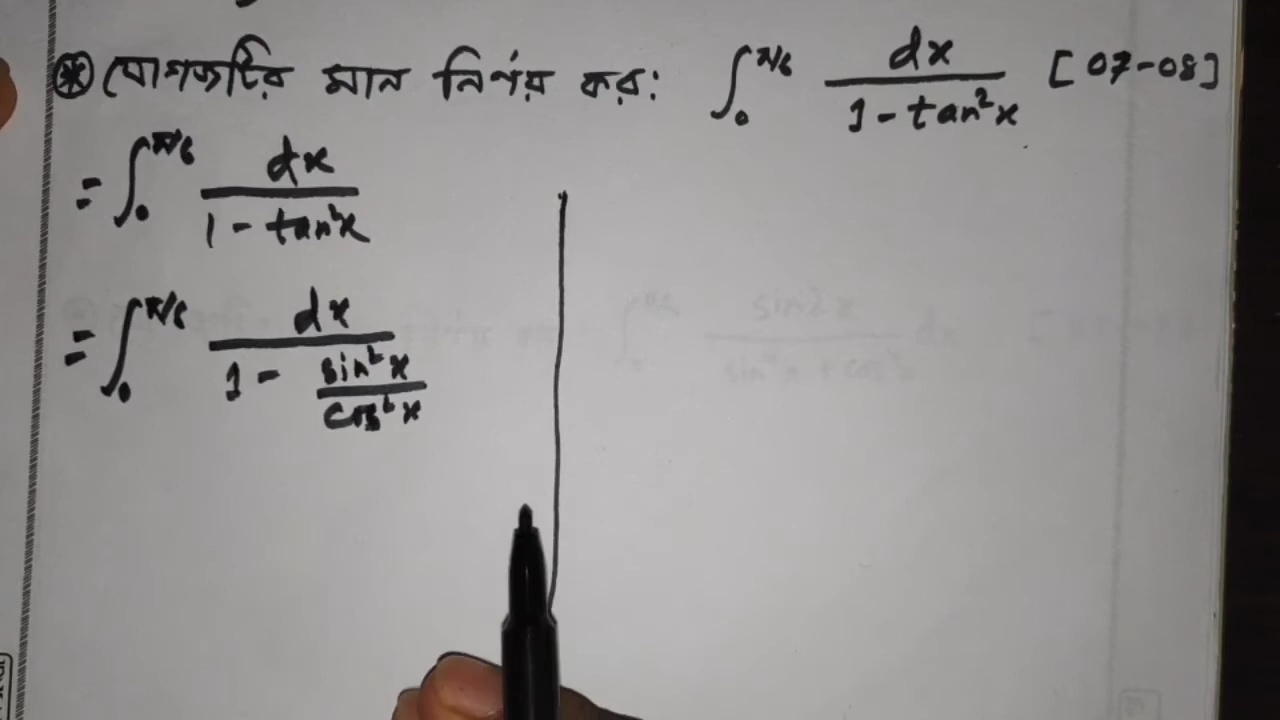 ⊛ যোগজটির মান নির্ণয় কর: ∫₀^{π/6} dx / (1 - tan²x) [07-08]
= ∫₀^{π/6} dx / (1 - tan²x)
= ∫₀^{π/6} dx / (1 - sin²x / cos²x)